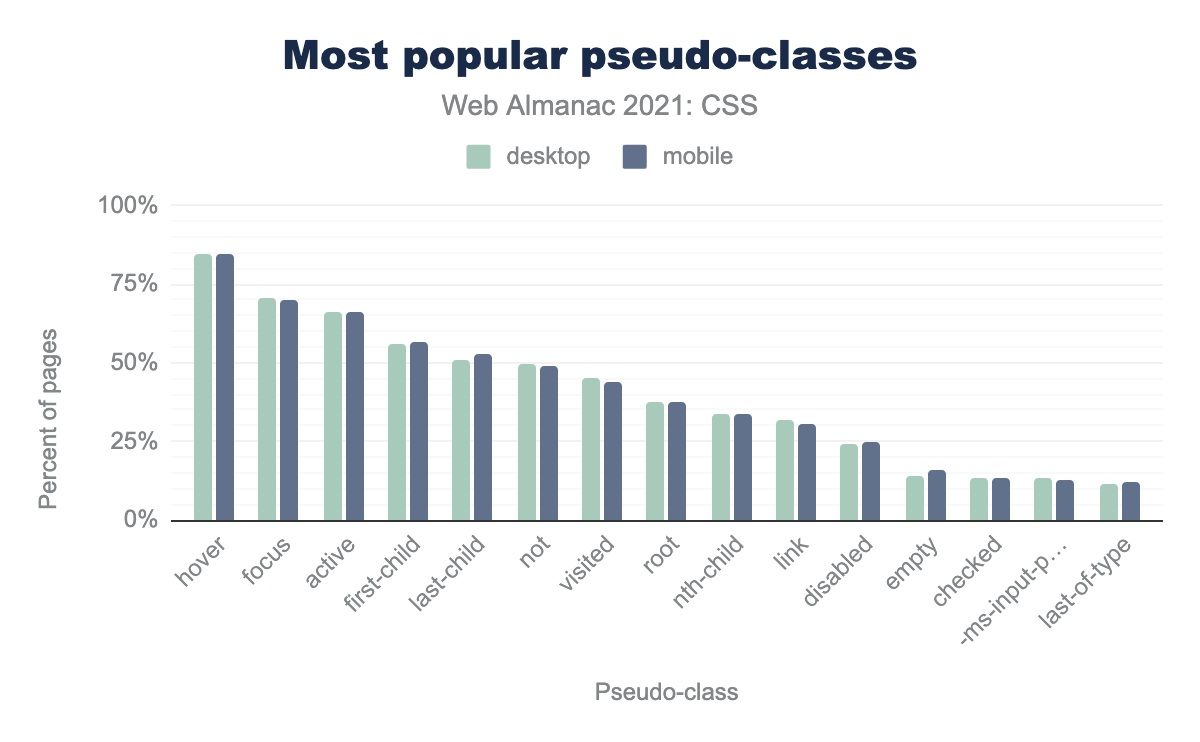 Most popular pseudo-classes
Web Almanac 2021: CSS
desktop
mobile
100%
75%
50%
25%
0%
Percent of pages
hover
focus
active
first-child
last-child
not
visited
root
nth-child
link
disabled
empty
checked
-ms-input-p…
last-of-type
Pseudo-class